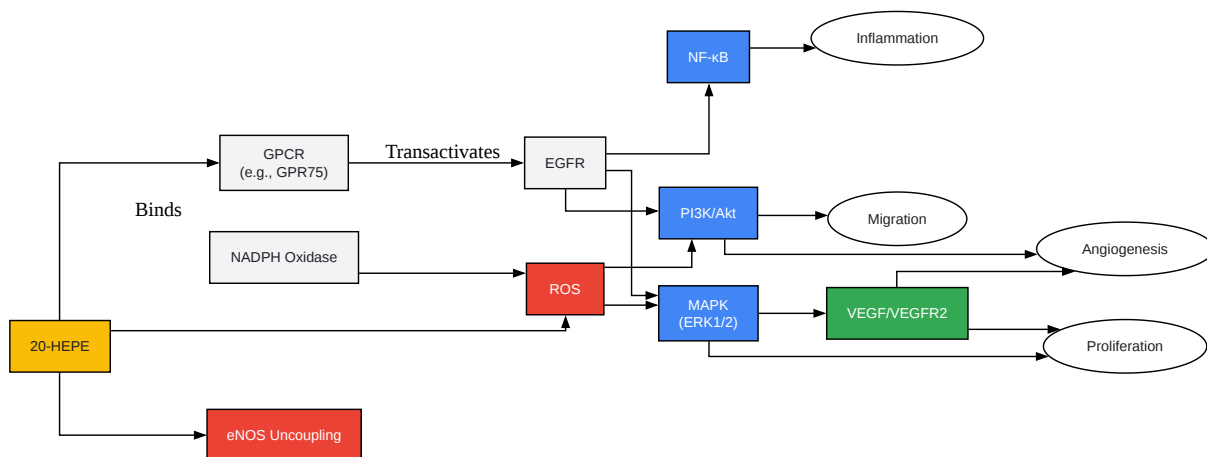 NF-κB
Inflammation
GPCR
(e.g., GPR75)
Transactivates
EGFR
Binds
PI3K/Akt
Migration
NADPH Oxidase
Angiogenesis
ROS
MAPK
(ERK1/2)
VEGF/VEGFR2
20-HEPE
Proliferation
eNOS Uncoupling